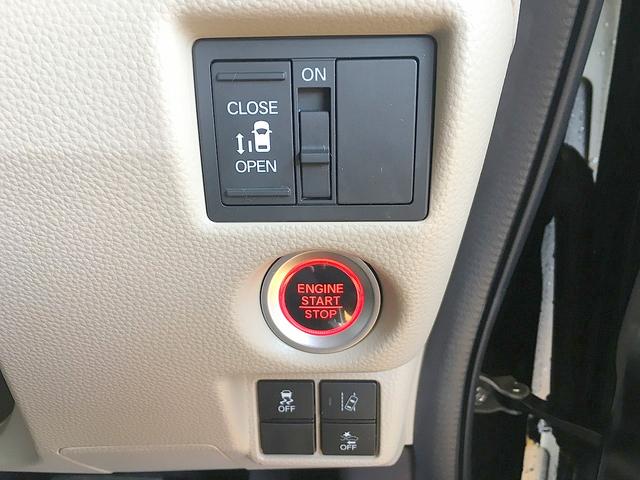 ON
CLOSE
OPEN
ENGINE
START
STOP
OFF
OFF